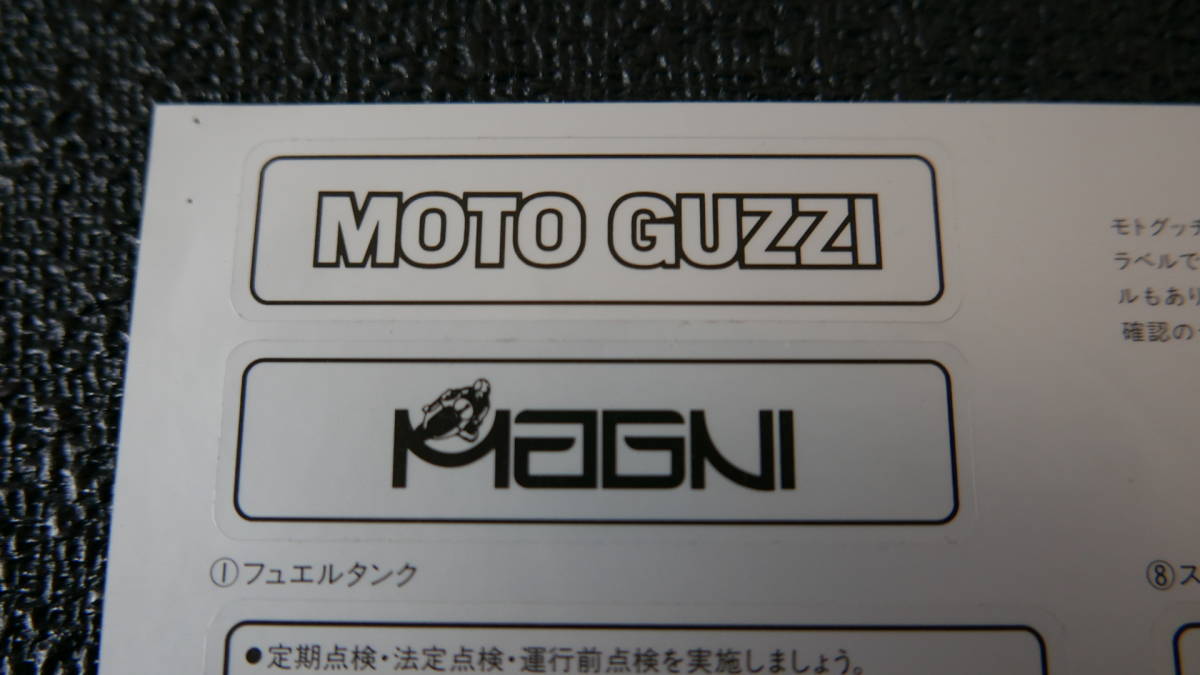 MOTO GUZZI
MAGNI
モトグッチ
ラベルで
ルもあり
確認の
①フュエルタンク
⑧ス
●定期点検・法定点検・運行前点検を実施しましょう。